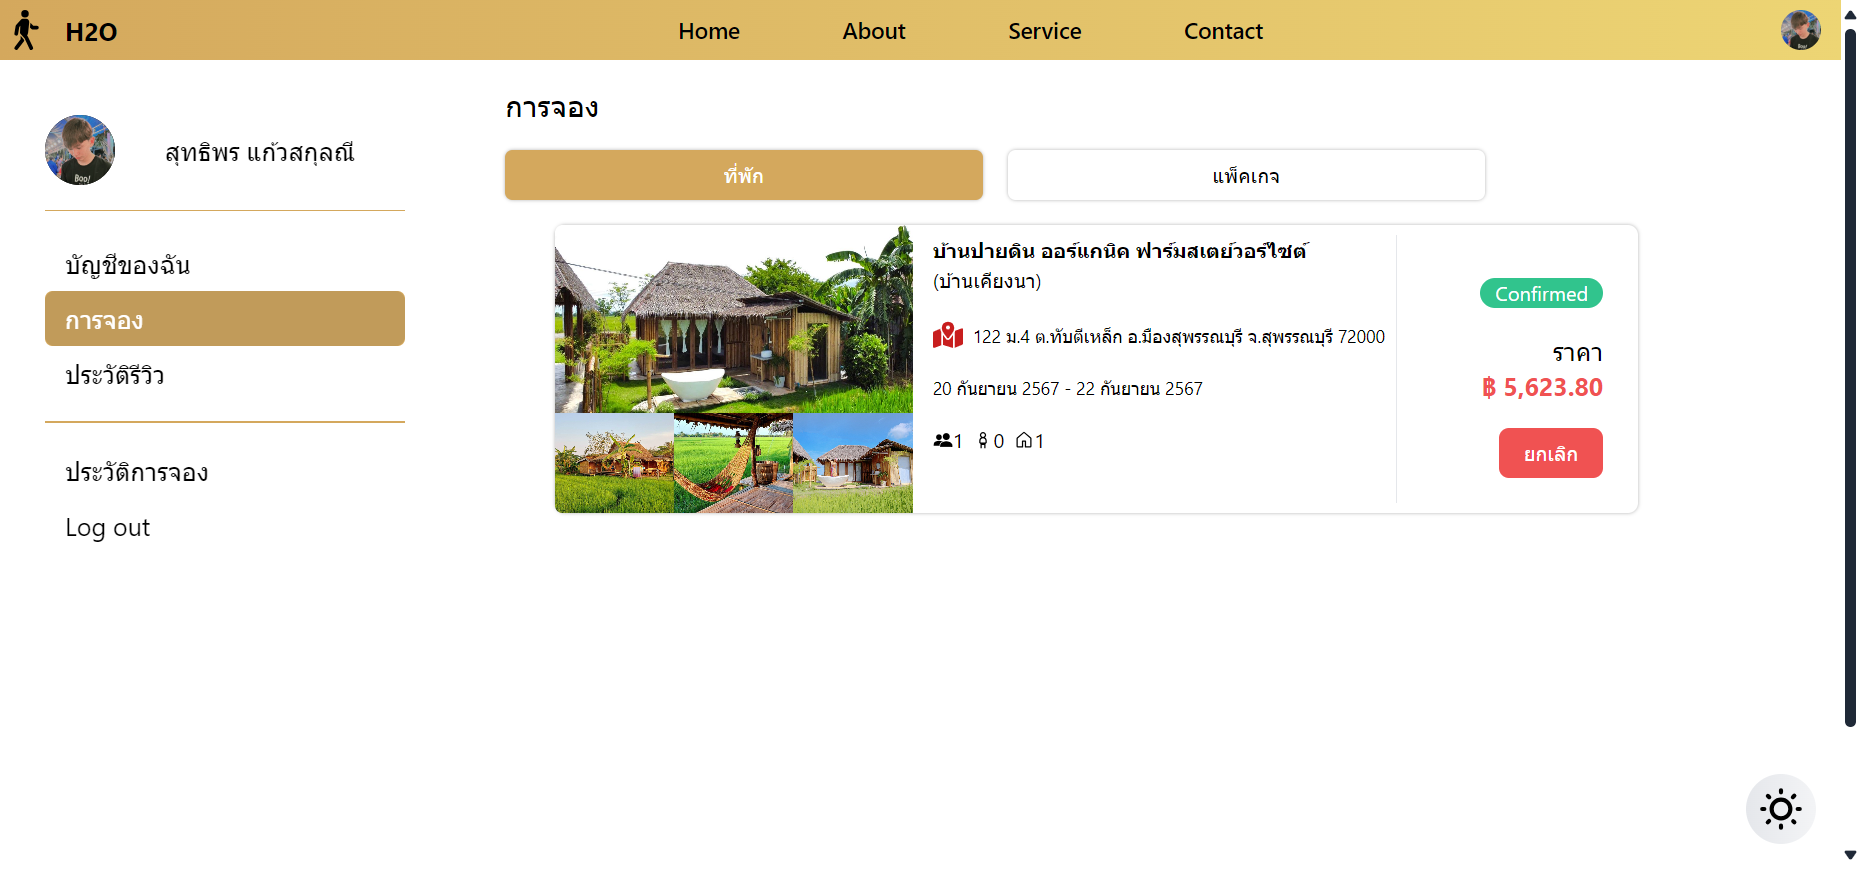 H2O
Home
About
Service
Contact
สุทธิพร แก้วสกุลณี
บัญชีของฉัน
การจอง
ประวัติรีวิว
ประวัติการจอง
Log out
การจอง
ที่พัก
แพ็คเกจ
บ้านปายดิน ออร์แกนิค ฟาร์มสเตย์วอร์ไซต์
(บ้านเคียงนา)
122 ม.4 ต.ทับตีเหล็ก อ.มืองสุพรรณบุรี จ.สุพรรณบุรี 72000
20 กันยายน 2567 - 22 กันยายน 2567
1 0 1
Confirmed
ราคา
฿ 5,623.80
ยกเลิก